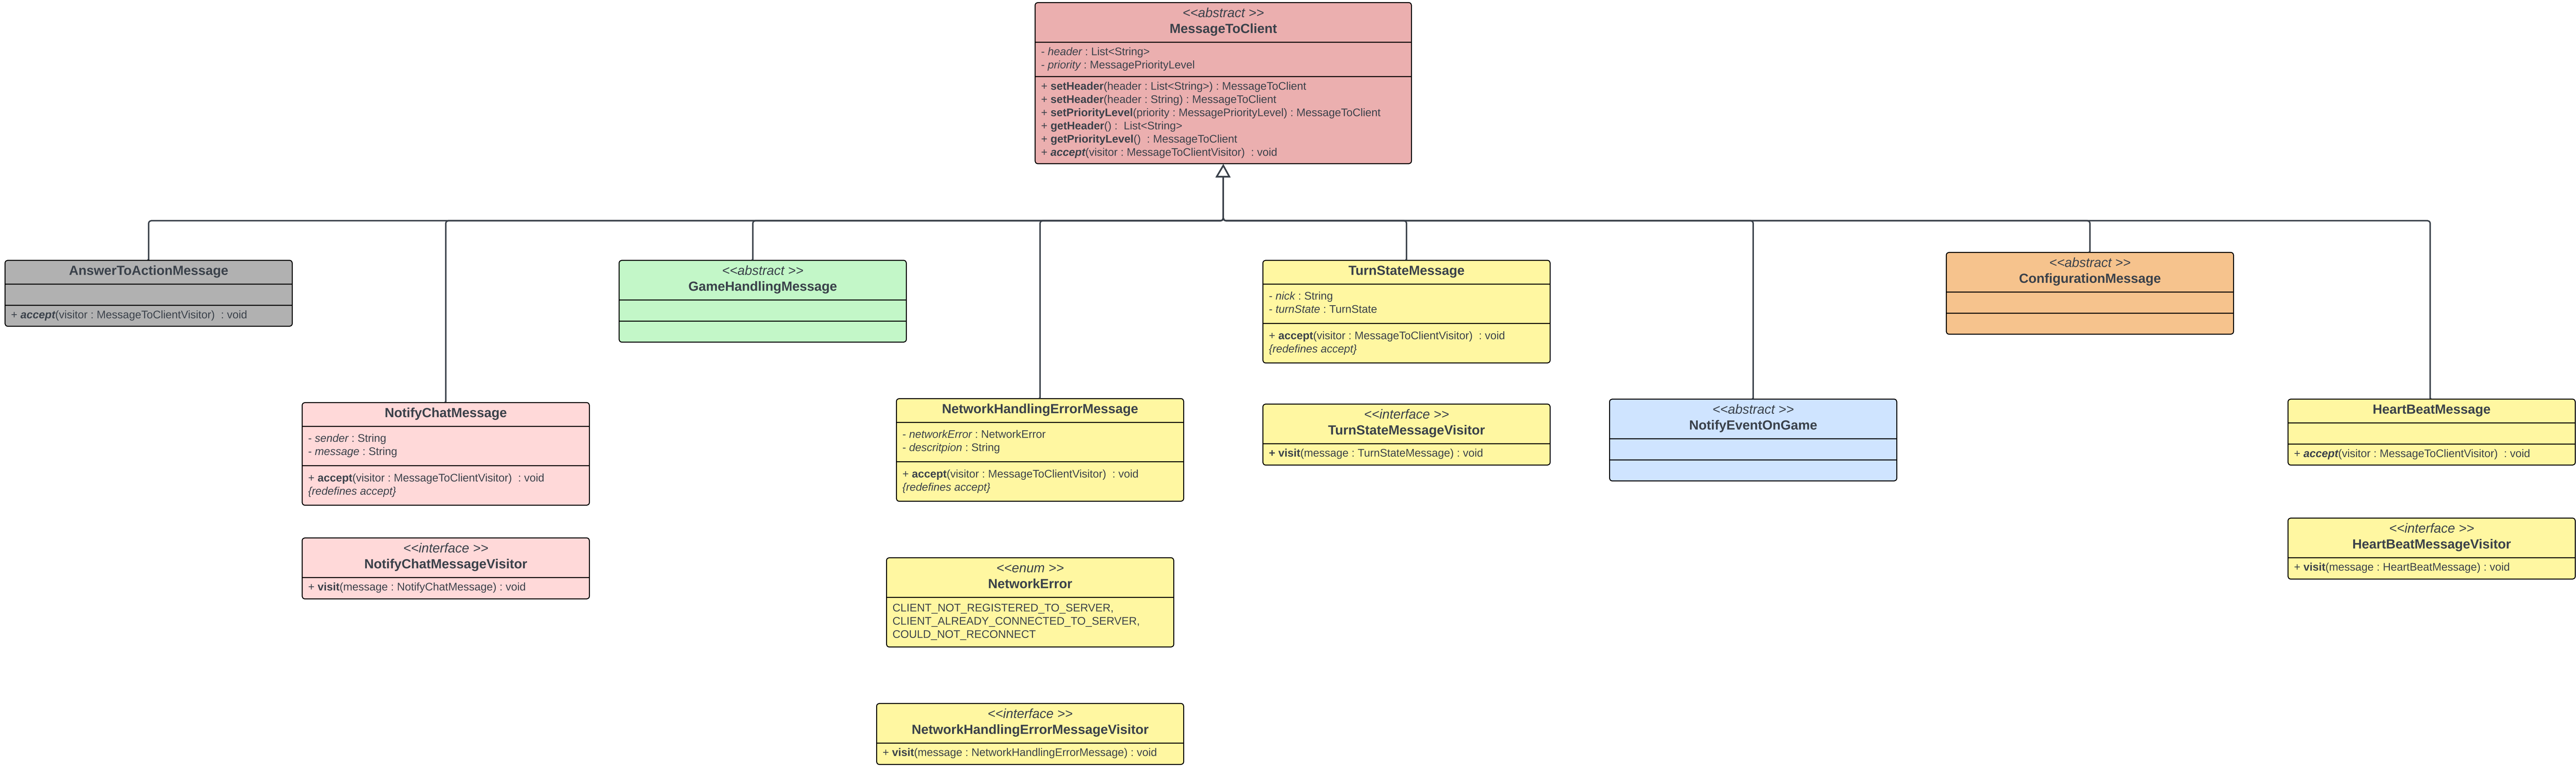 <<abstract >>
MessageToClient
- header : List<String>
- priority : MessagePriorityLevel
+ setHeader(header : List<String>) : MessageToClient
+ setHeader(header : String) : MessageToClient
+ setPriorityLevel(priority : MessagePriorityLevel) : MessageToClient
+ getHeader() :  List<String>
+ getPriorityLevel()  : MessageToClient
+ accept(visitor : MessageToClientVisitor)  : void
AnswerToActionMessage
+ accept(visitor : MessageToClientVisitor)  : void
<<abstract >>
GameHandlingMessage
TurnStateMessage
- nick : String
- turnState : TurnState
+ accept(visitor : MessageToClientVisitor)  : void
{redefines accept}
<<abstract >>
ConfigurationMessage
NotifyChatMessage
- sender : String
- message : String
+ accept(visitor : MessageToClientVisitor)  : void
{redefines accept}
NetworkHandlingErrorMessage
- networkError : NetworkError
- descritpion : String
+ accept(visitor : MessageToClientVisitor)  : void
{redefines accept}
<<interface >>
TurnStateMessageVisitor
+ visit(message : TurnStateMessage) : void
<<abstract >>
NotifyEventOnGame
HeartBeatMessage
+ accept(visitor : MessageToClientVisitor)  : void
<<interface >>
NotifyChatMessageVisitor
+ visit(message : NotifyChatMessage) : void
<<enum >>
NetworkError
CLIENT_NOT_REGISTERED_TO_SERVER,
CLIENT_ALREADY_CONNECTED_TO_SERVER,
COULD_NOT_RECONNECT
<<interface >>
HeartBeatMessageVisitor
+ visit(message : HeartBeatMessage) : void
<<interface >>
NetworkHandlingErrorMessageVisitor
+ visit(message : NetworkHandlingErrorMessage) : void